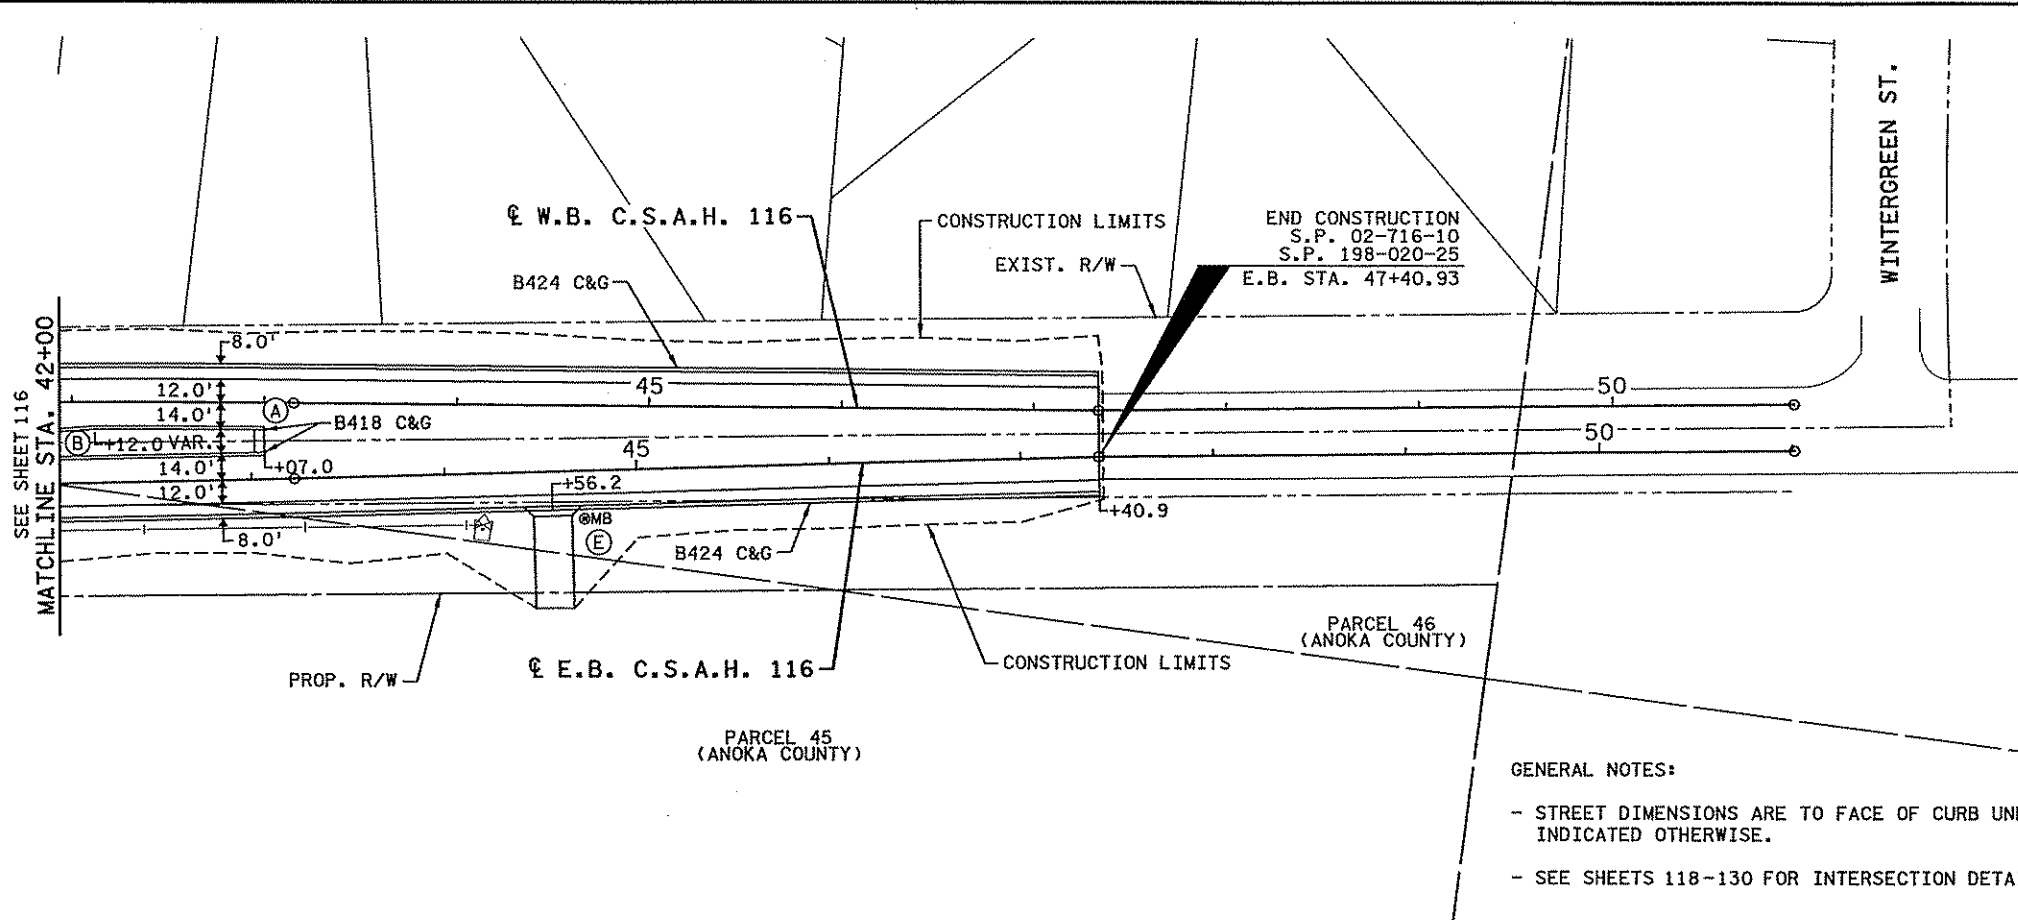 WINTERGREEN ST.
℄ W.B. C.S.A.H. 116
CONSTRUCTION LIMITS
EXIST. R/W
END CONSTRUCTION
S.P. 02-716-10
S.P. 198-020-25
E.B. STA. 47+40.93
B424 C&G
SEE SHEET 116
MATCHLINE STA. 42+00
8.0'
12.0'
45
50
14.0'
A
B418 C&G
B
+12.0 VAR.
45
50
14.0'
+07.0
12.0'
+56.2
+40.9
MB
8.0'
E
B424 C&G
PARCEL 46
(ANOKA COUNTY)
℄ E.B. C.S.A.H. 116
CONSTRUCTION LIMITS
PROP. R/W
PARCEL 45
(ANOKA COUNTY)
GENERAL NOTES:
- STREET DIMENSIONS ARE TO FACE OF CURB UN
INDICATED OTHERWISE.
- SEE SHEETS 118-130 FOR INTERSECTION DETA